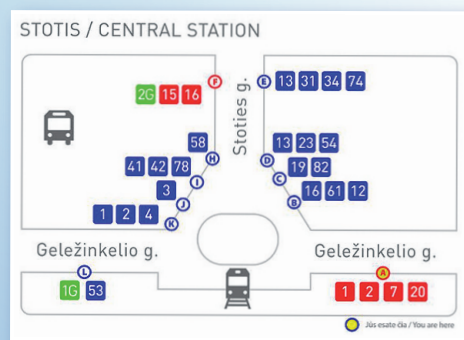 STOTIS / CENTRAL STATION
F
2G 15 16
Stoties g.
E 13 31 34 74
58
H
41 42 78
I
3
J
1 2 4
K
13 23 54
D
19 82
C
16 61 12
B
Geležinkelio g.
Geležinkelio g.
L
1G 53
A
1 2 7 20
Jūs esate čia / You are here